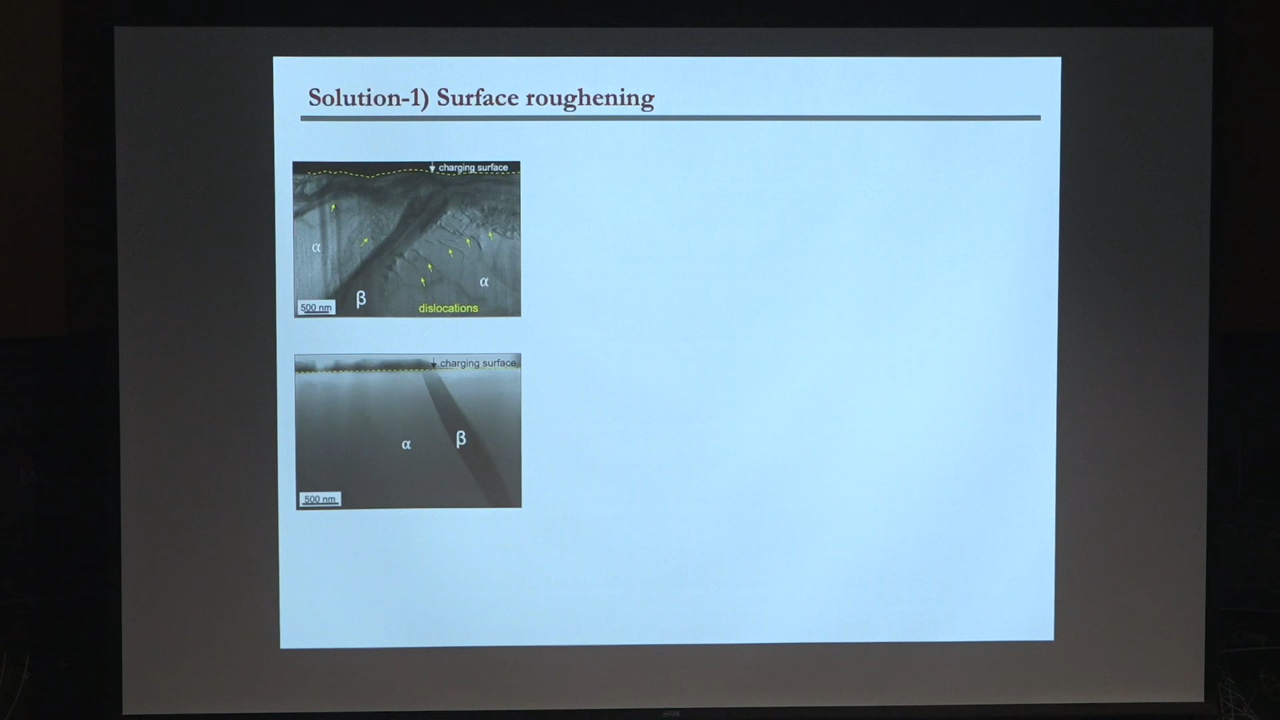 Solution-1) Surface roughening
charging surface
α
α
β
500 nm
dislocations
charging surface
α
β
500 nm